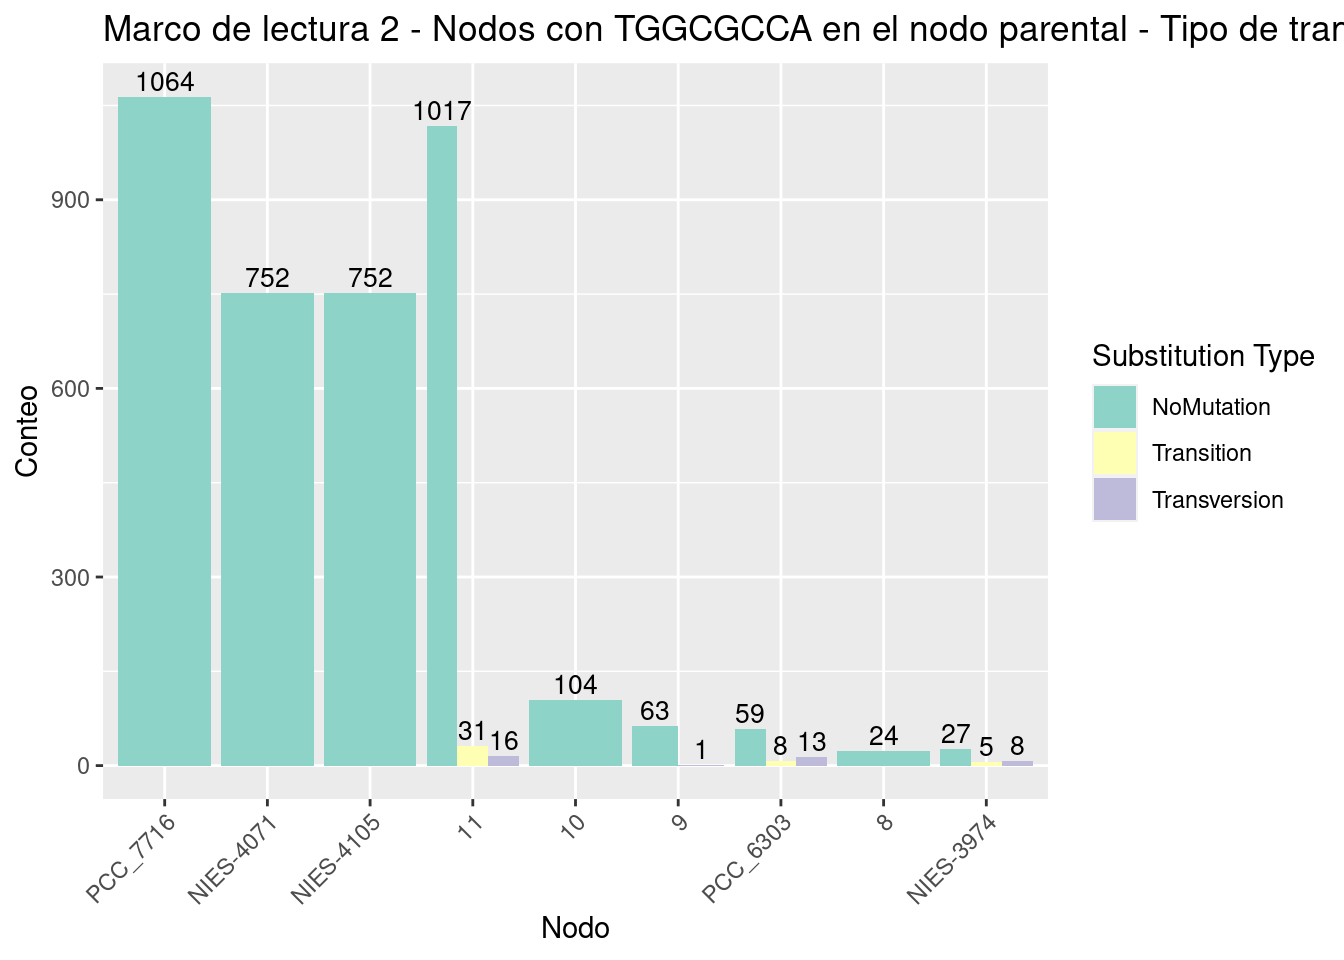 Marco de lectura 2 - Nodos con TGGCGCCA en el nodo parental - Tipo de tran
1064
1017
900
752 752
600
300
104
63 59 31 16 1 8 13 24 27 5 8
0
Conteo
PCC_7716 NIES-4071 NIES-4105 11 10 9 PCC_6303 8 NIES-3974
Nodo
Substitution Type
NoMutation
Transition
Transversion